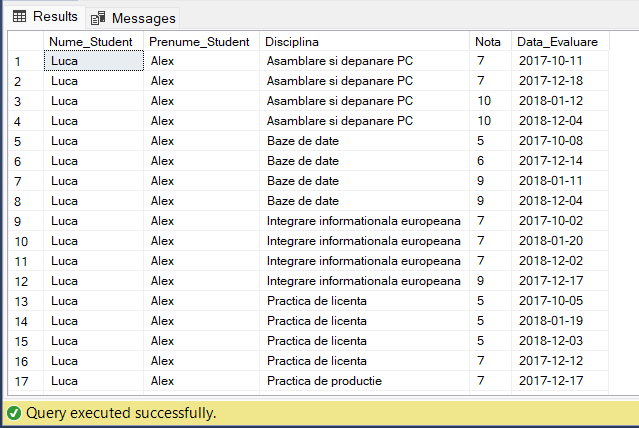 Results Messages
Nume_Student Prenume_Student Disciplina Nota Data_Evaluare
1 Luca Alex Asamblare si depanare PC 7 2017-10-11
2 Luca Alex Asamblare si depanare PC 7 2017-12-18
3 Luca Alex Asamblare si depanare PC 10 2018-01-12
4 Luca Alex Asamblare si depanare PC 10 2018-12-04
5 Luca Alex Baze de date 5 2017-10-08
6 Luca Alex Baze de date 6 2017-12-14
7 Luca Alex Baze de date 9 2018-01-11
8 Luca Alex Baze de date 9 2018-12-04
9 Luca Alex Integrare informationala europeana 7 2017-10-02
10 Luca Alex Integrare informationala europeana 7 2018-01-20
11 Luca Alex Integrare informationala europeana 7 2018-12-02
12 Luca Alex Integrare informationala europeana 9 2017-12-17
13 Luca Alex Practica de licenta 5 2017-10-05
14 Luca Alex Practica de licenta 5 2018-01-19
15 Luca Alex Practica de licenta 5 2018-12-03
16 Luca Alex Practica de licenta 7 2017-12-12
17 Luca Alex Practica de productie 7 2017-12-17
Query executed successfully.